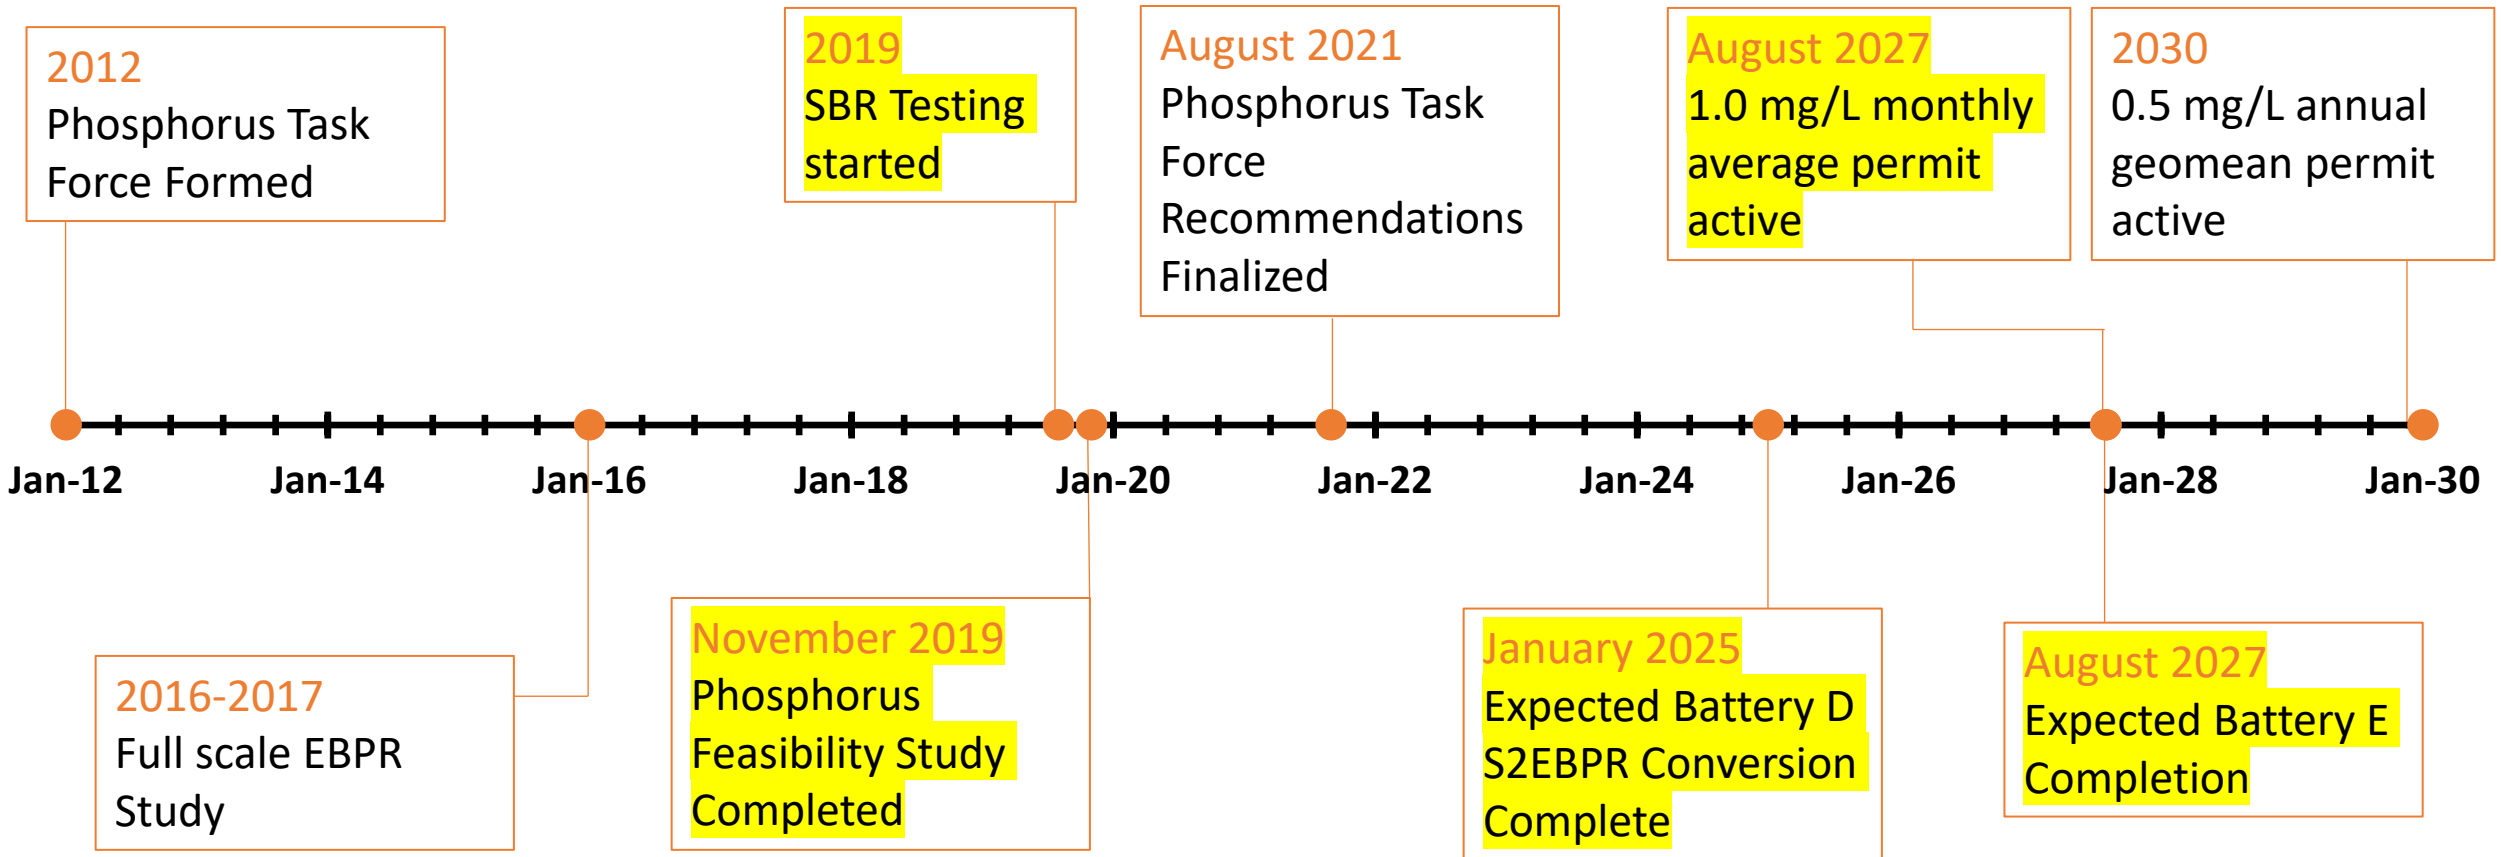 2012
Phosphorus Task
Force Formed
2019
SBR Testing
started
August 2021
Phosphorus Task
Force
Recommendations
Finalized
August 2027
1.0 mg/L monthly
average permit
active
2030
0.5 mg/L annual
geomean permit
active
Jan-12
Jan-14
Jan-16
Jan-18
Jan-20
Jan-22
Jan-24
Jan-26
Jan-28
Jan-30
2016-2017
Full scale EBPR
Study
November 2019
Phosphorus
Feasibility Study
Completed
January 2025
Expected Battery D
S2EBPR Conversion
Complete
August 2027
Expected Battery E
Completion